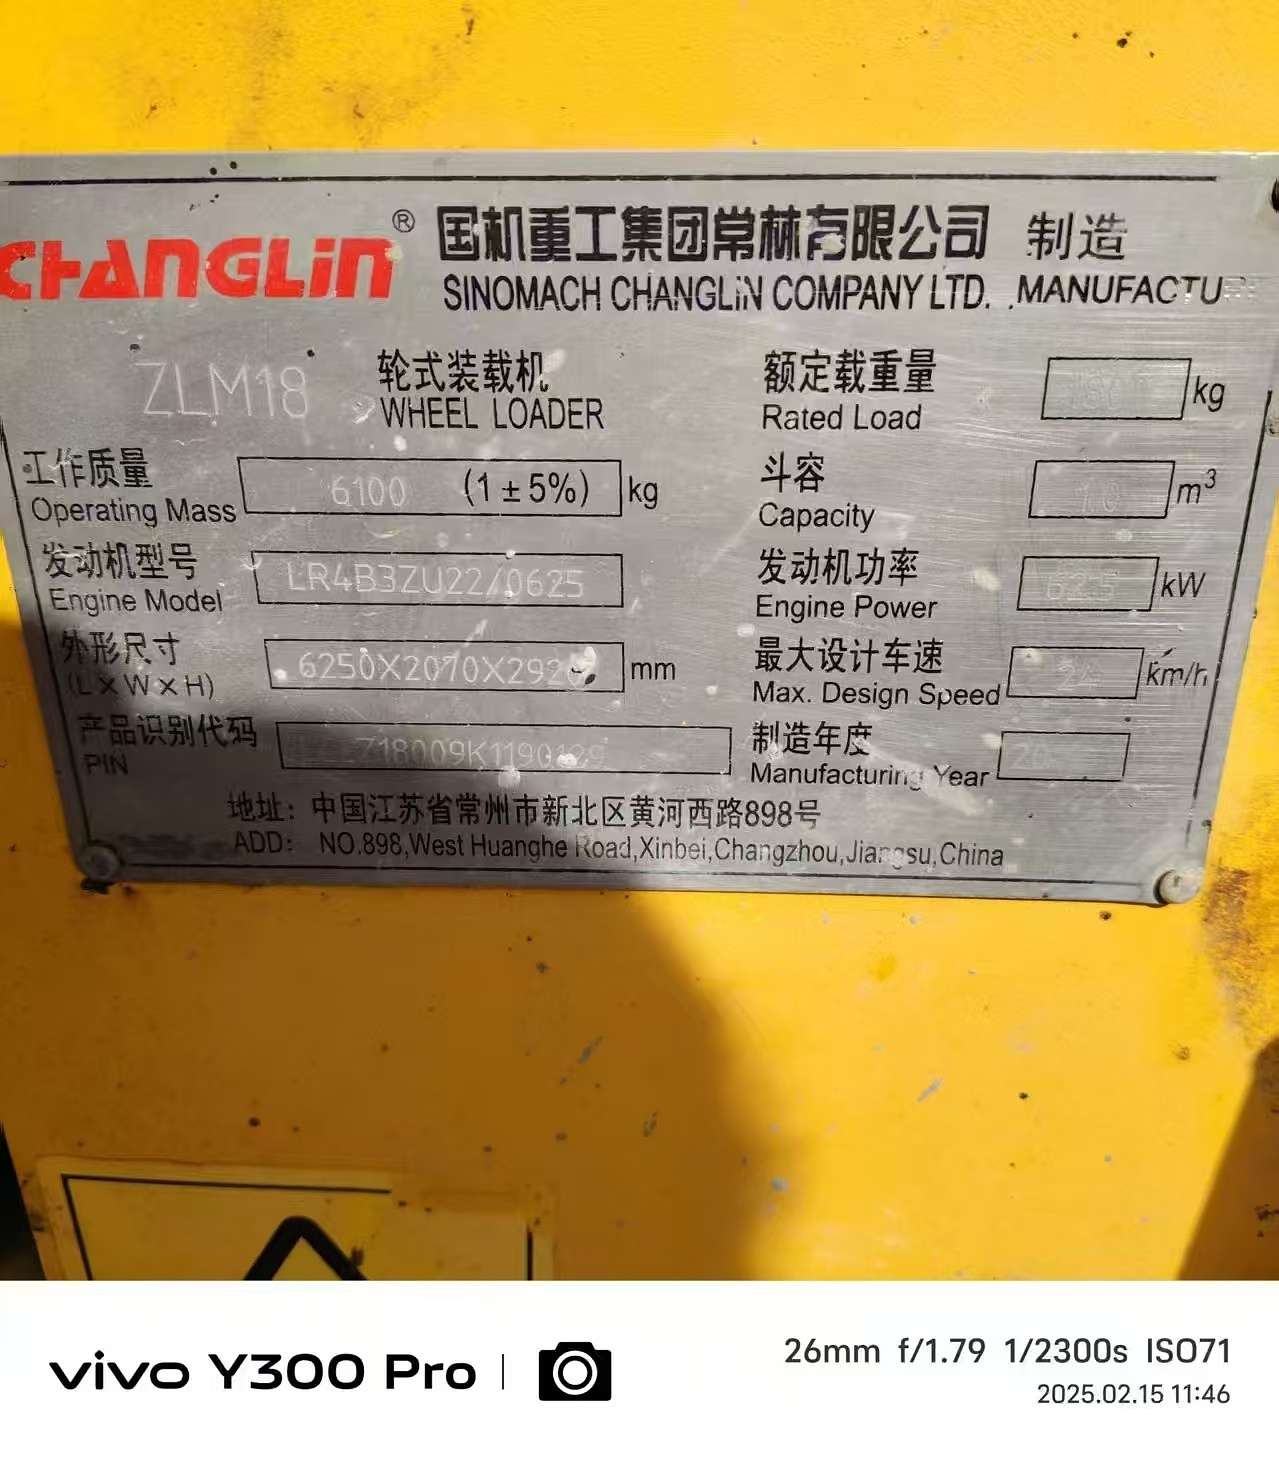 CHANGLiN® 国机重工集团常林有限公司 制造
SINOMACH CHANGLiN COMPANY LTD. MANUFACTU
ZLM18 轮式装载机
WHEEL LOADER
额定载重量 kg
Rated Load
工作质量 6100 (1±5%) kg
Operating Mass
斗容 m³
Capacity
发动机型号 LR4B3ZU22/0625
Engine Model
发动机功率 62.5 kW
Engine Power
外形尺寸 mm
(L×W×H)
最大设计车速 24 km/h
Max. Design Speed
产品识别代码
PIN
制造年度
Manufacturing Year
地址: 中国江苏省常州市新北区黄河西路898号
ADD: NO.898,West Huanghe Road,Xinbei,Changzhou,Jiangsu,China
vivo Y300 Pro
26mm f/1.79 1/2300s ISO71
2025.02.15 11:46